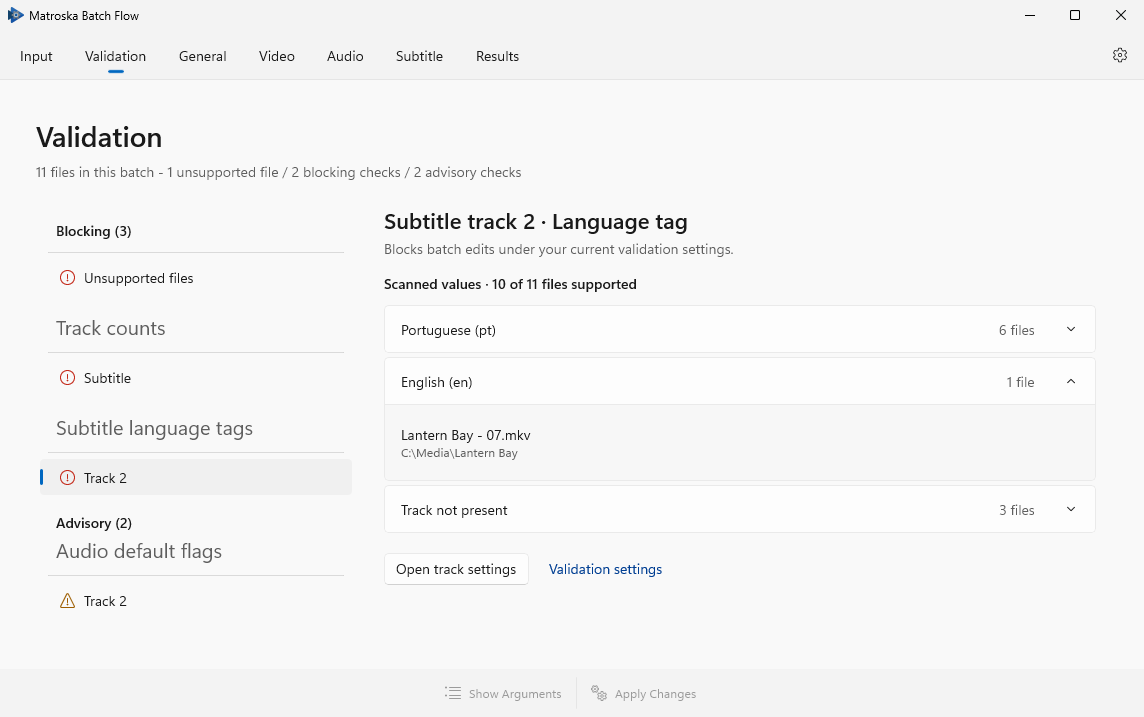 Matroska Batch Flow
Input
Validation
General
Video
Audio
Subtitle
Results
Validation
11 files in this batch - 1 unsupported file / 2 blocking checks / 2 advisory checks
Blocking (3)
Unsupported files
Track counts
Subtitle
Subtitle language tags
Track 2
Advisory (2)
Audio default flags
Track 2
Subtitle track 2 · Language tag
Blocks batch edits under your current validation settings.
Scanned values · 10 of 11 files supported
Portuguese (pt) 6 files
English (en) 1 file
Lantern Bay - 07.mkv
C:\Media\Lantern Bay
Track not present 3 files
Open track settings
Validation settings
Show Arguments
Apply Changes